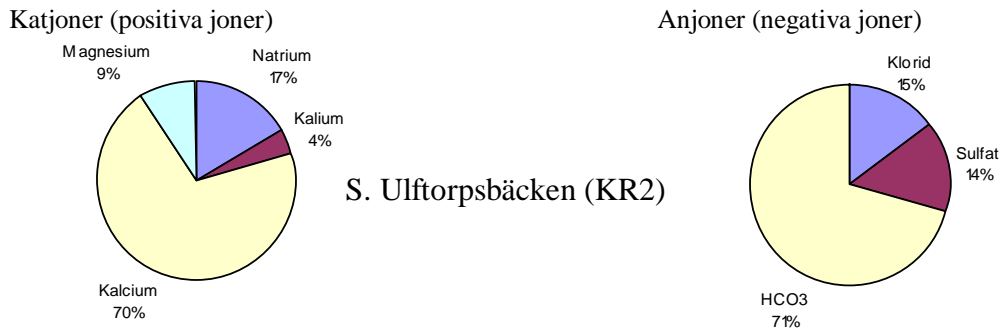 Katjoner (positiva joner)
Magnesium
9%
Natrium
17%
Kalium
4%
Kalcium
70%
S. Ulftorpsbäcken (KR2)
Anjoner (negativa joner)
Klorid
15%
Sulfat
14%
HCO3
71%